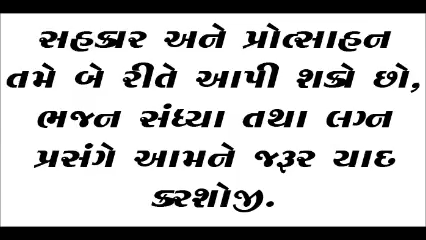 સહકાર અને પ્રોત્સાહન
તમે બે રીતે આપી શકો છો,
ભજન સંધ્યા તથા લગ્ન
પ્રસંગે આમને જરૂર યાદ
કરશોજી.